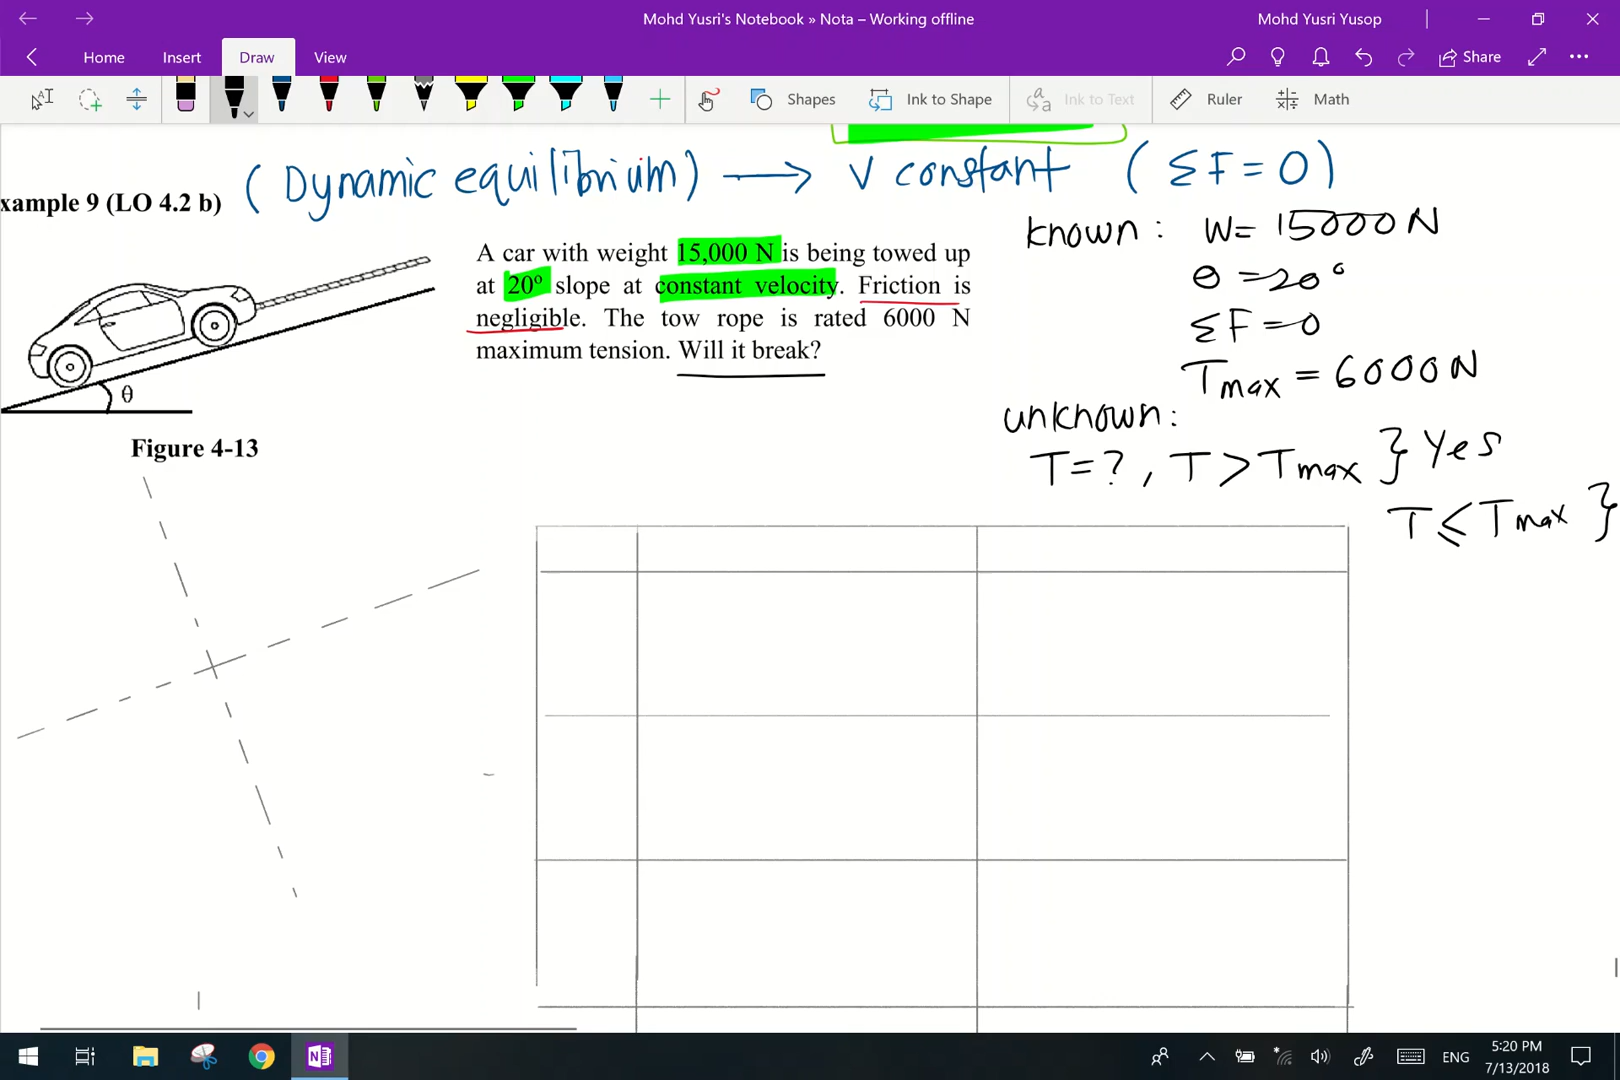 Mohd Yusri's Notebook » Nota – Working offline
Mohd Yusri Yusop
Home Insert Draw View
Share
Shapes Ink to Shape Ink to Text Ruler Math
(Dynamic equilibrium) → V constant (ΣF = 0)
xample 9 (LO 4.2 b)
A car with weight 15,000 N is being towed up
at 20º slope at constant velocity. Friction is
negligible. The tow rope is rated 6000 N
maximum tension. Will it break?
θ
Figure 4-13
known : W = 15000 N
θ = 20°
ΣF = 0
Tmax = 6000 N
unknown :
T = ? , T > Tmax } Yes
T ≤ Tmax }
ENG
5:20 PM
7/13/2018